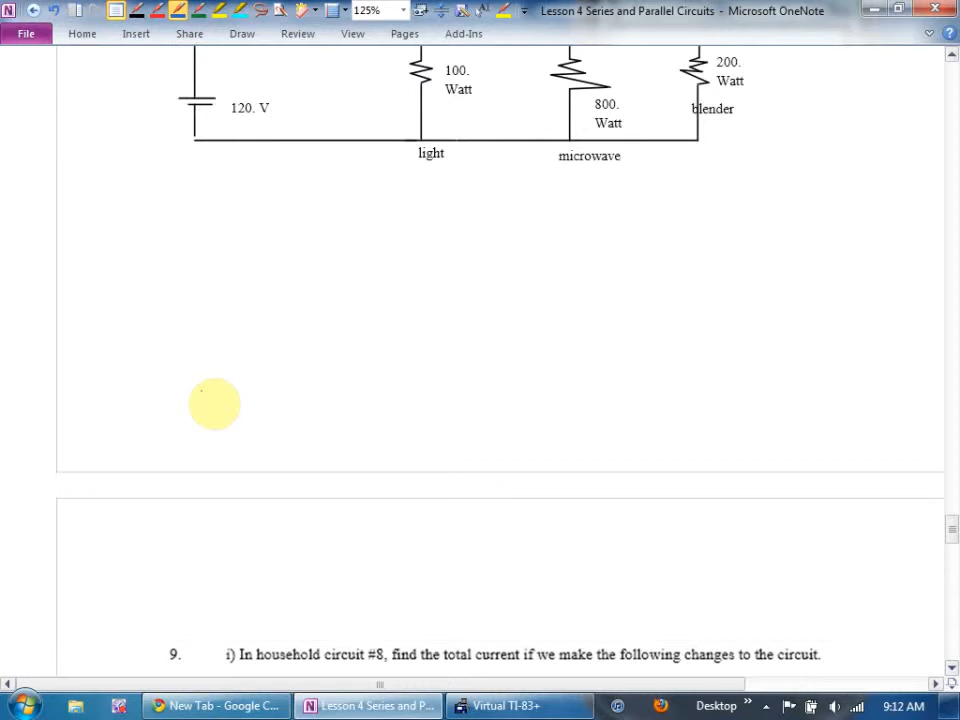 125%
Lesson 4 Series and Parallel Circuits - Microsoft OneNote
File Home Insert Share Draw Review View Pages Add-Ins
100.
Watt
200.
Watt
120. V
800.
Watt
blender
light
microwave
9. i) In household circuit #8, find the total current if we make the following changes to the circuit.
New Tab - Google C...
Lesson 4 Series and P...
Virtual TI-83+
Desktop
9:12 AM